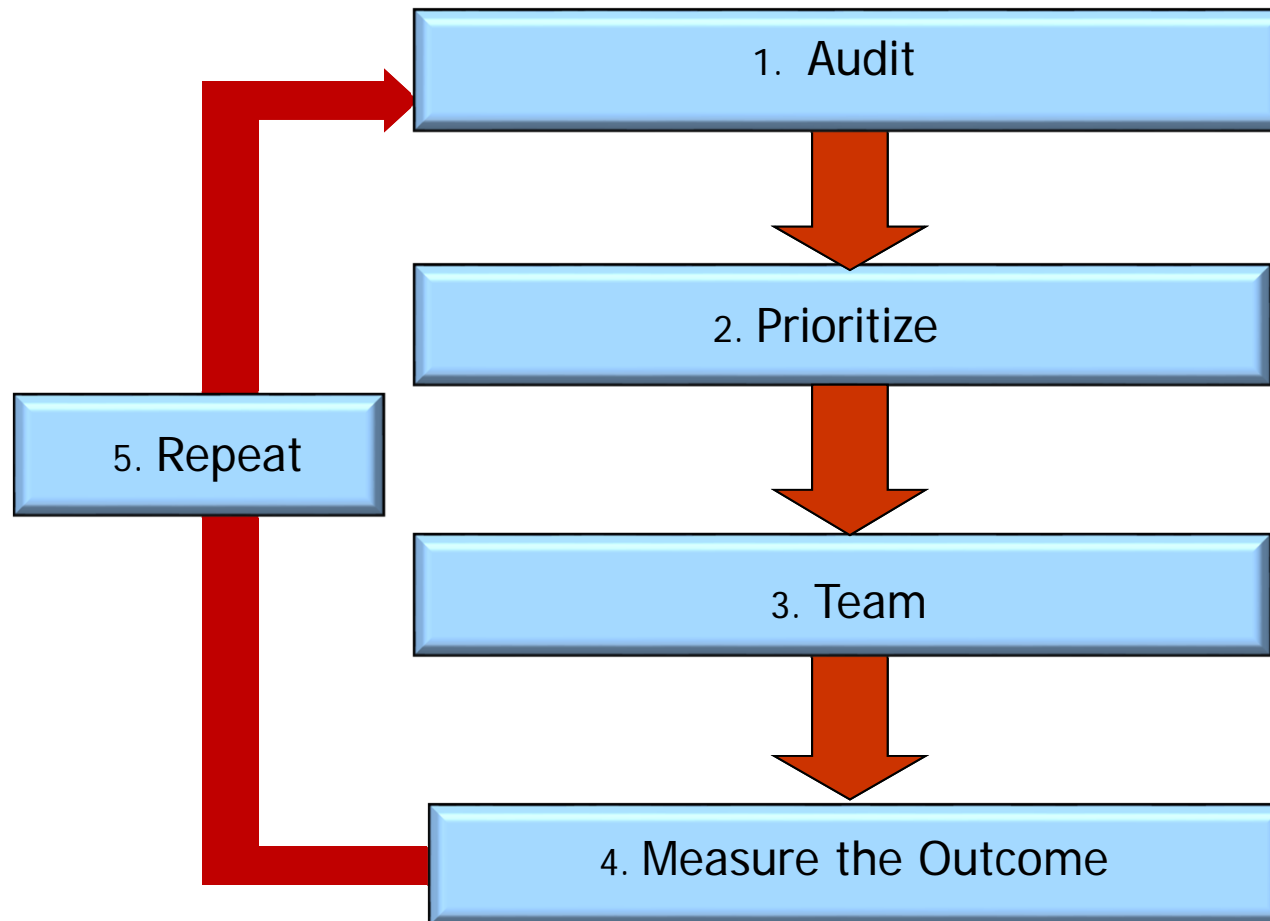 1. Audit
2. Prioritize
5. Repeat
3. Team
4. Measure the Outcome